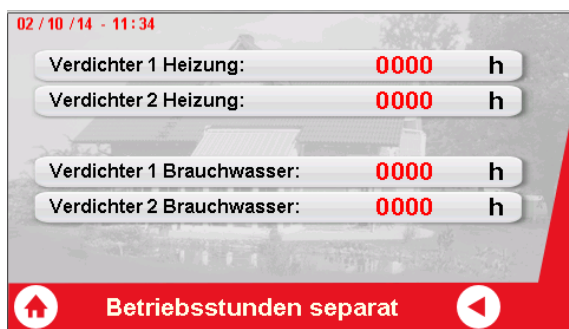 02 / 10 / 14 - 11:34
Verdichter 1 Heizung: 0000 h
Verdichter 2 Heizung: 0000 h
Verdichter 1 Brauchwasser: 0000 h
Verdichter 2 Brauchwasser: 0000 h
Betriebsstunden separat